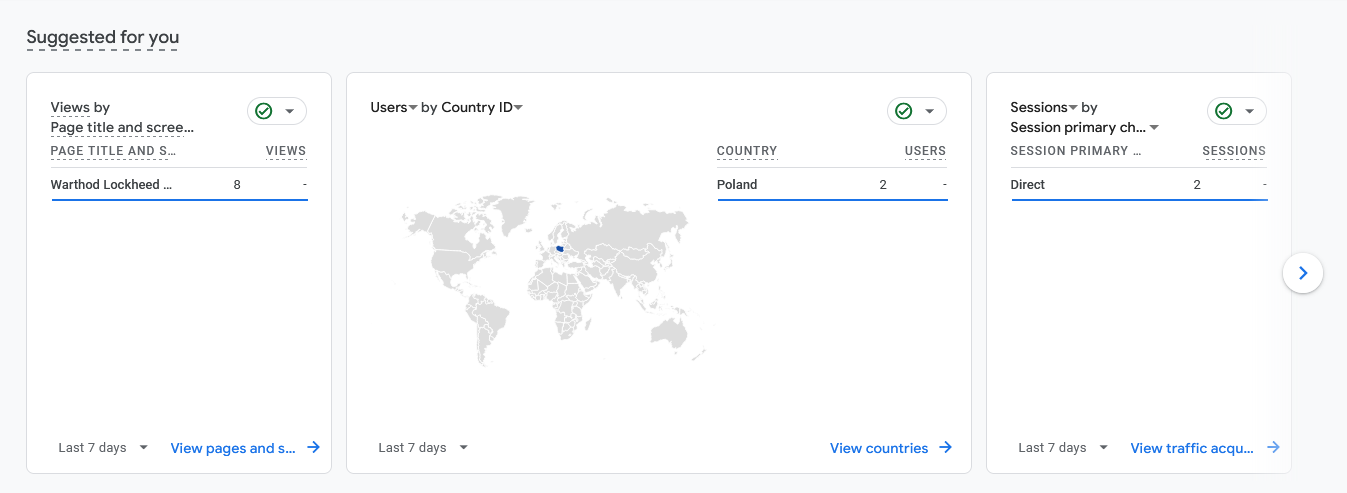 Suggested for you
Views by
Page title and scree...
PAGE TITLE AND S... VIEWS
Warthod Lockheed ... 8 -
Last 7 days View pages and s...
Users by Country ID
COUNTRY USERS
Poland 2 -
Last 7 days View countries
Sessions by
Session primary ch...
SESSION PRIMARY ... SESSIONS
Direct 2 -
Last 7 days View traffic acqu...